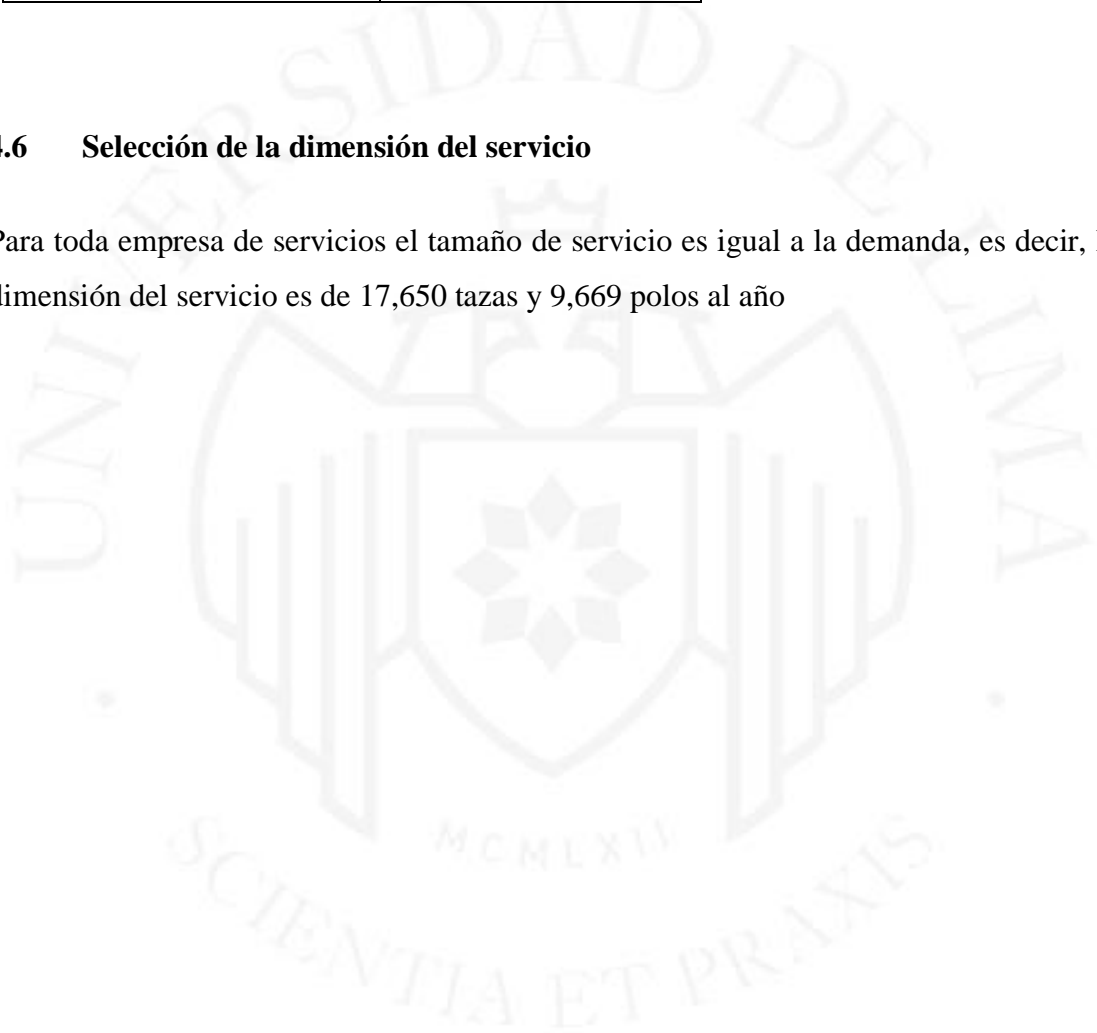 4.6 Selección de la dimensión del servicio
Para toda empresa de servicios el tamaño de servicio es igual a la demanda, es decir,
dimensión del servicio es de 17,650 tazas y 9,669 polos al año
UNIVERSIDAD DE LIMA
MCMLXII
SCIENTIA ET PRAXIS